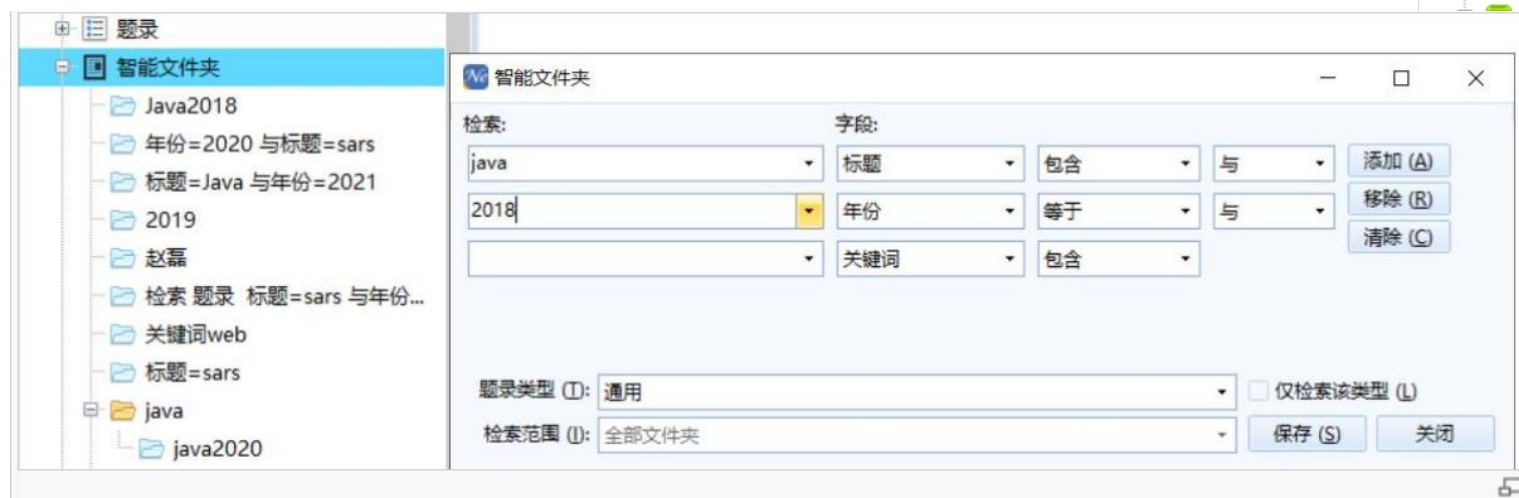 题录
智能文件夹
Java2018
年份=2020 与标题=sars
标题=Java 与年份=2021
2019
赵磊
检索 题录 标题=sars 与年份...
关键词web
标题=sars
java
java2020
Ne 智能文件夹
检索: 字段:
java 标题 包含 与 添加 (A)
2018 年份 等于 与 移除 (R)
清除 (C)
关键词 包含
题录类型 (T): 通用 仅检索该类型 (L)
检索范围 (I): 全部文件夹 保存 (S) 关闭